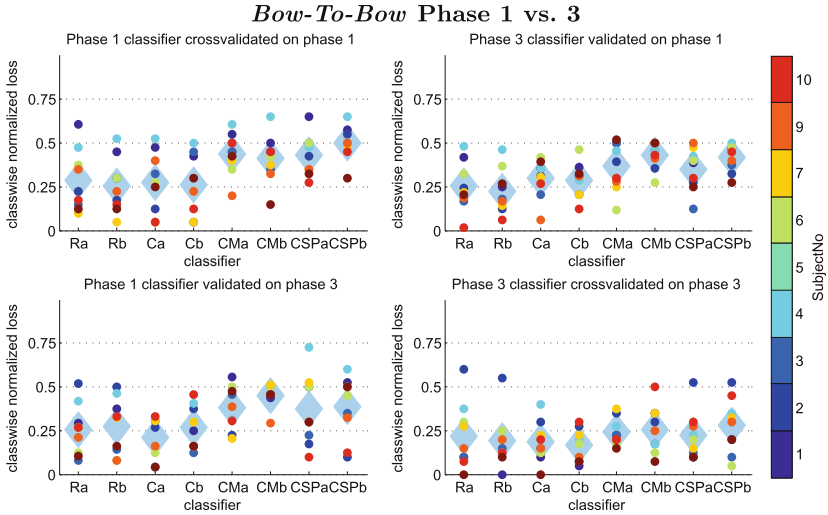 Bow-To-Bow Phase 1 vs. 3
Phase 1 classifier crossvalidated on phase 1
classwise normalized loss
0.75
0.5
0.25
0
Ra Rb Ca Cb CMa CMb CSPa CSPb
classifier
Phase 3 classifier validated on phase 1
classwise normalized loss
0.75
0.5
0.25
0
Ra Rb Ca Cb CMa CMb CSPa CSPb
classifier
Phase 1 classifier validated on phase 3
classwise normalized loss
0.75
0.5
0.25
0
Ra Rb Ca Cb CMa CMb CSPa CSPb
classifier
Phase 3 classifier crossvalidated on phase 3
classwise normalized loss
0.75
0.5
0.25
0
Ra Rb Ca Cb CMa CMb CSPa CSPb
classifier
10
9
7
6
5
4
3
2
1
SubjectNo